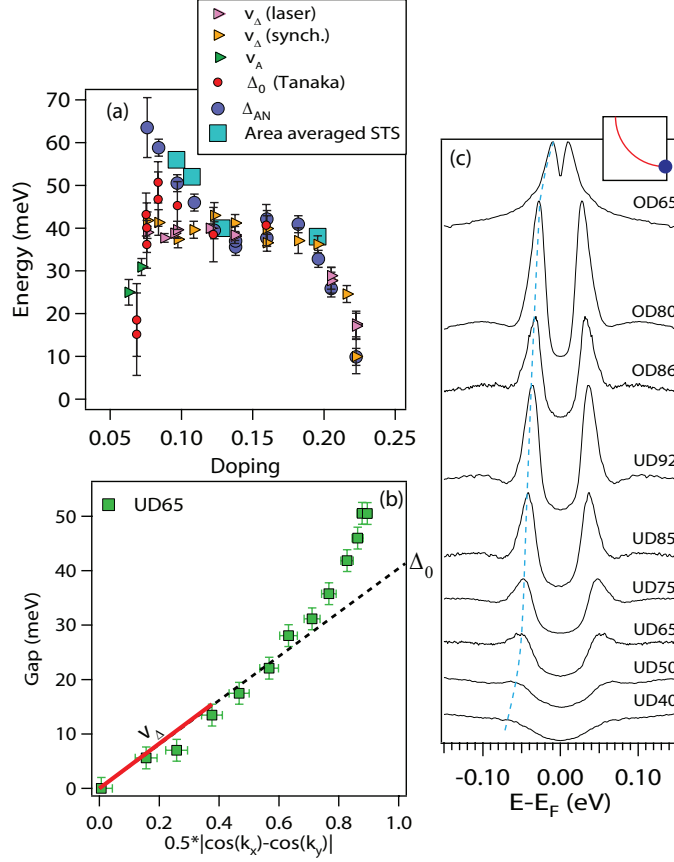 v_Δ (laser)
v_Δ (synch.)
v_A
Δ_0 (Tanaka)
Δ_AN
Area averaged STS
(a)
70
60
50
40
30
20
10
0
Energy (meV)
0.05 0.10 0.15 0.20 0.25
Doping
(b)
UD65
50
40
30
20
10
0
Gap (meV)
v_Δ
Δ_0
0.0 0.2 0.4 0.6 0.8 1.0
0.5*|cos(k_x)-cos(k_y)|
(c)
OD65
OD80
OD86
UD92
UD85
UD75
UD65
UD50
UD40
-0.10 0.00 0.10
E-E_F (eV)